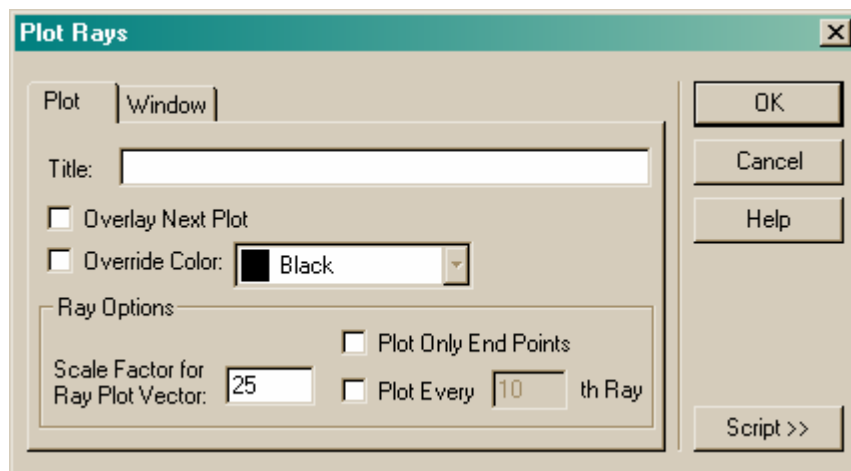 Plot Rays
Plot
Window
Title:
Overlay Next Plot
Override Color:
Black
Ray Options
Scale Factor for
Ray Plot Vector:
25
Plot Only End Points
Plot Every 10 th Ray
OK
Cancel
Help
Script >>